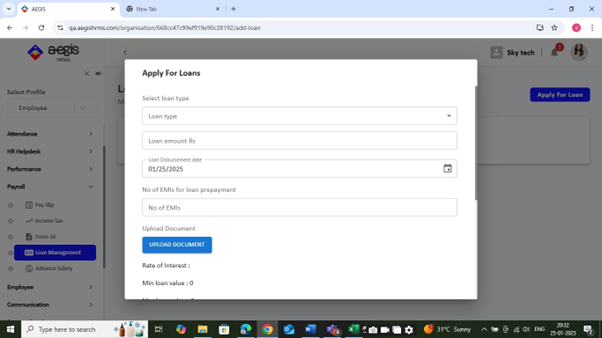 AEGIS
New Tab
qa.aegishrms.com/organisation/668cc47c99ef919e90c38192/add-loan
aegis
HRMS
Sky tech
1
Select Profile
Employee
Attendance
HR Helpdesk
Performance
Payroll
Pay Slip
Income Tax
Form-16
Loan Management
Advance Salary
Employee
Communication
Apply For Loan
Apply For Loans
Select loan type
Loan type
Loan amount Rs
Loan Disbursement date
01/25/2025
No of EMIs for loan prepayment
No of EMIs
Upload Document
UPLOAD DOCUMENT
Rate of Interest :
Min loan value : 0
Type here to search
31°C Sunny
ENG
20:32
25-01-2025